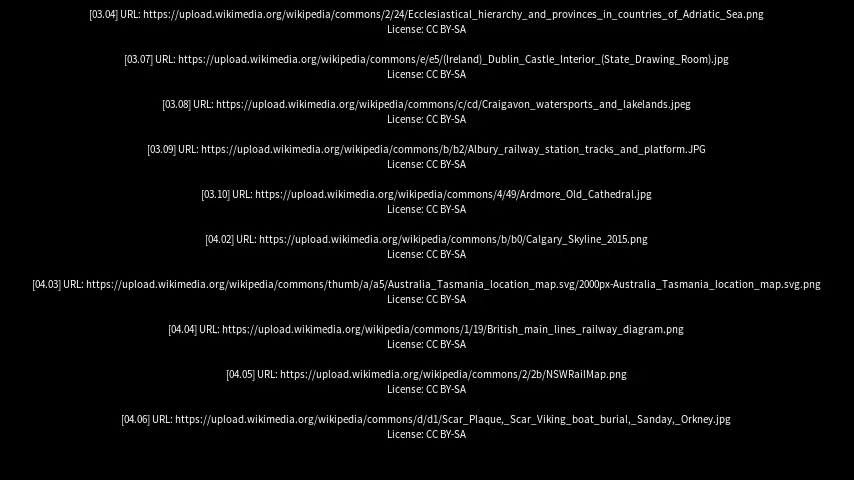 [03.04] URL: https://upload.wikimedia.org/wikipedia/commons/2/24/Ecclesiastical_hierarchy_and_provinces_in_countries_of_Adriatic_Sea.png
License: CC BY-SA
[03.07] URL: https://upload.wikimedia.org/wikipedia/commons/e/e5/(Ireland)_Dublin_Castle_Interior_(State_Drawing_Room).jpg
License: CC BY-SA
[03.08] URL: https://upload.wikimedia.org/wikipedia/commons/c/cd/Craigavon_watersports_and_lakelands.jpeg
License: CC BY-SA
[03.09] URL: https://upload.wikimedia.org/wikipedia/commons/b/b2/Albury_railway_station_tracks_and_platform.JPG
License: CC BY-SA
[03.10] URL: https://upload.wikimedia.org/wikipedia/commons/4/49/Ardmore_Old_Cathedral.jpg
License: CC BY-SA
[04.02] URL: https://upload.wikimedia.org/wikipedia/commons/b/b0/Calgary_Skyline_2015.png
License: CC BY-SA
[04.03] URL: https://upload.wikimedia.org/wikipedia/commons/thumb/a/a5/Australia_Tasmania_location_map.svg/2000px-Australia_Tasmania_location_map.svg.png
License: CC BY-SA
[04.04] URL: https://upload.wikimedia.org/wikipedia/commons/1/19/British_main_lines_railway_diagram.png
License: CC BY-SA
[04.05] URL: https://upload.wikimedia.org/wikipedia/commons/2/2b/NSWRailMap.png
License: CC BY-SA
[04.06] URL: https://upload.wikimedia.org/wikipedia/commons/d/d1/Scar_Plaque,_Scar_Viking_boat_burial,_Sanday,_Orkney.jpg
License: CC BY-SA